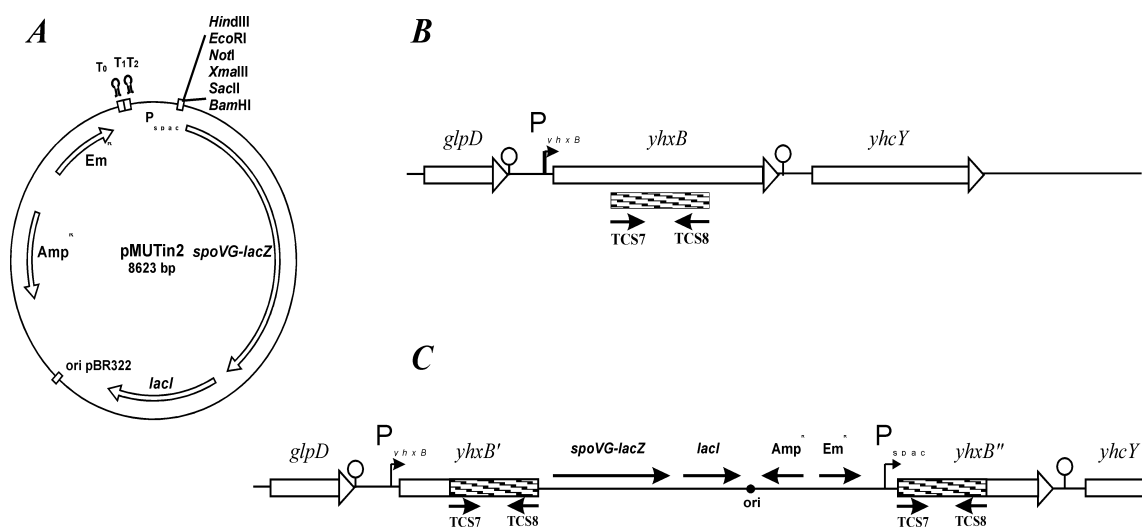 A
HindIII
EcoRI
NotI
XmaIII
SacII
BamHI
T₀ T₁T₂
P spac
Em R
Amp R
pMUTin2
8623 bp
spoVG-lacZ
ori pBR322
lacI
B
glpD
P yhxB
yhxB
yhcY
TCS7 TCS8
C
glpD
P yhxB
yhxB'
spoVG-lacZ
lacI
Amp R
Em R
P spac
yhxB''
yhcY
ori
TCS7 TCS8
TCS7 TCS8